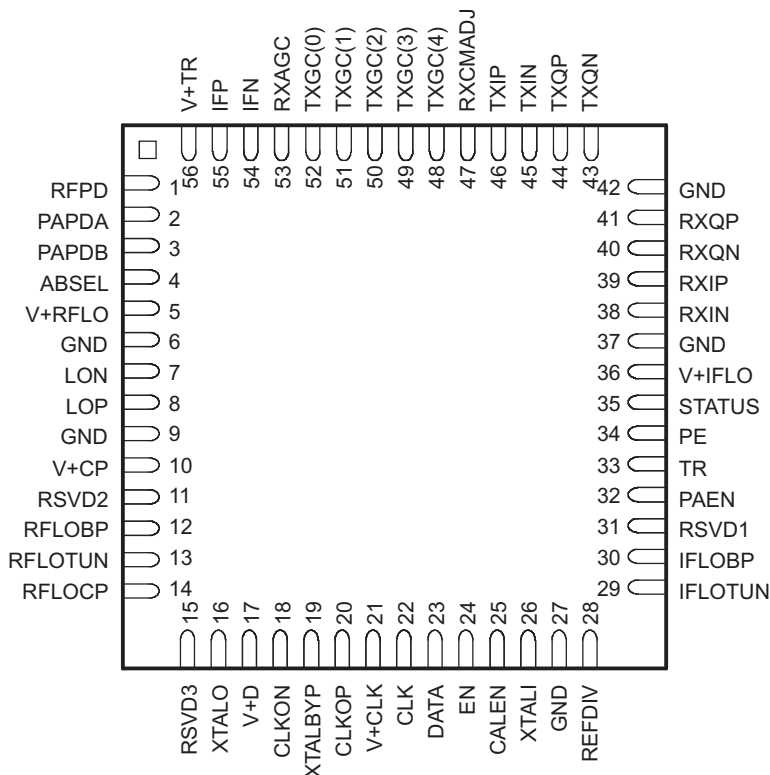 V+TR
IFP
IFN
RXAGC
TXGC(0)
TXGC(1)
TXGC(2)
TXGC(3)
TXGC(4)
RXCMADJ
TXIP
TXIN
TXQP
TXQN
56
55
54
53
52
51
50
49
48
47
46
45
44
43
RFPD 1
PAPDA 2
PAPDB 3
ABSEL 4
V+RFLO 5
GND 6
LON 7
LOP 8
GND 9
V+CP 10
RSVD2 11
RFLOBP 12
RFLOTUN 13
RFLOCP 14
42 GND
41 RXQP
40 RXQN
39 RXIP
38 RXIN
37 GND
36 V+IFLO
35 STATUS
34 PE
33 TR
32 PAEN
31 RSVD1
30 IFLOBP
29 IFLOTUN
15
16
17
18
19
20
21
22
23
24
25
26
27
28
RSVD3
XTALO
V+D
CLKON
XTALBYP
CLKOP
V+CLK
CLK
DATA
EN
CALEN
XTALI
GND
REFDIV